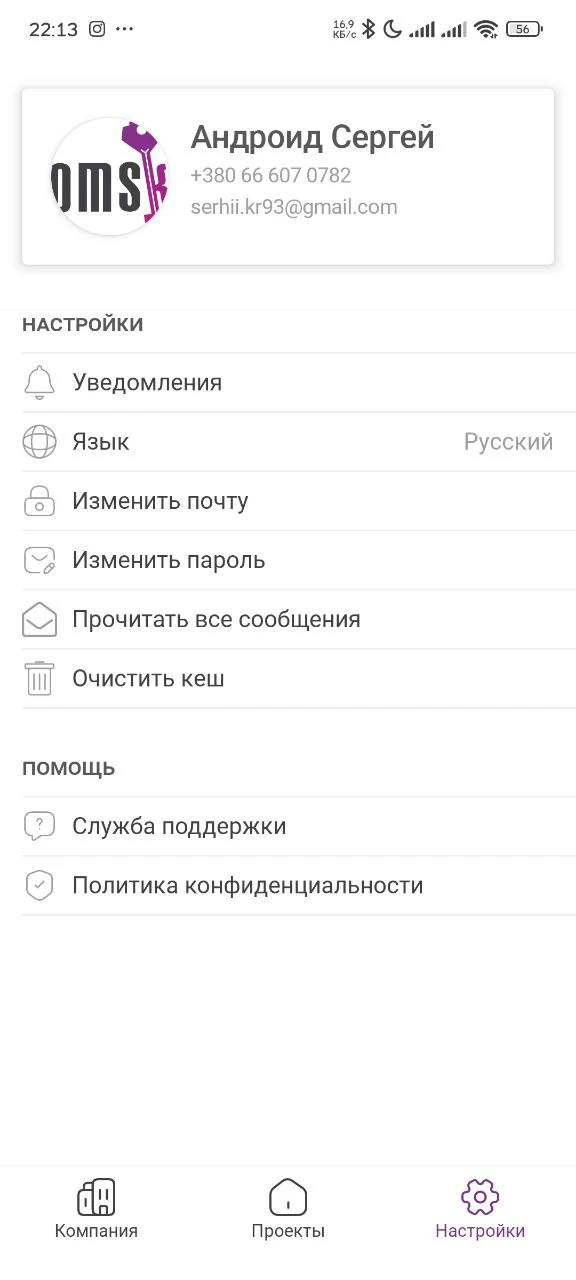 22:13
16,9
КБ/с
56
oms
Андроид Сергей
+380 66 607 0782
serhii.kr93@gmail.com
НАСТРОЙКИ
Уведомления
Язык Русский
Изменить почту
Изменить пароль
Прочитать все сообщения
Очистить кеш
ПОМОЩЬ
Служба поддержки
Политика конфиденциальности
Компания Проекты Настройки